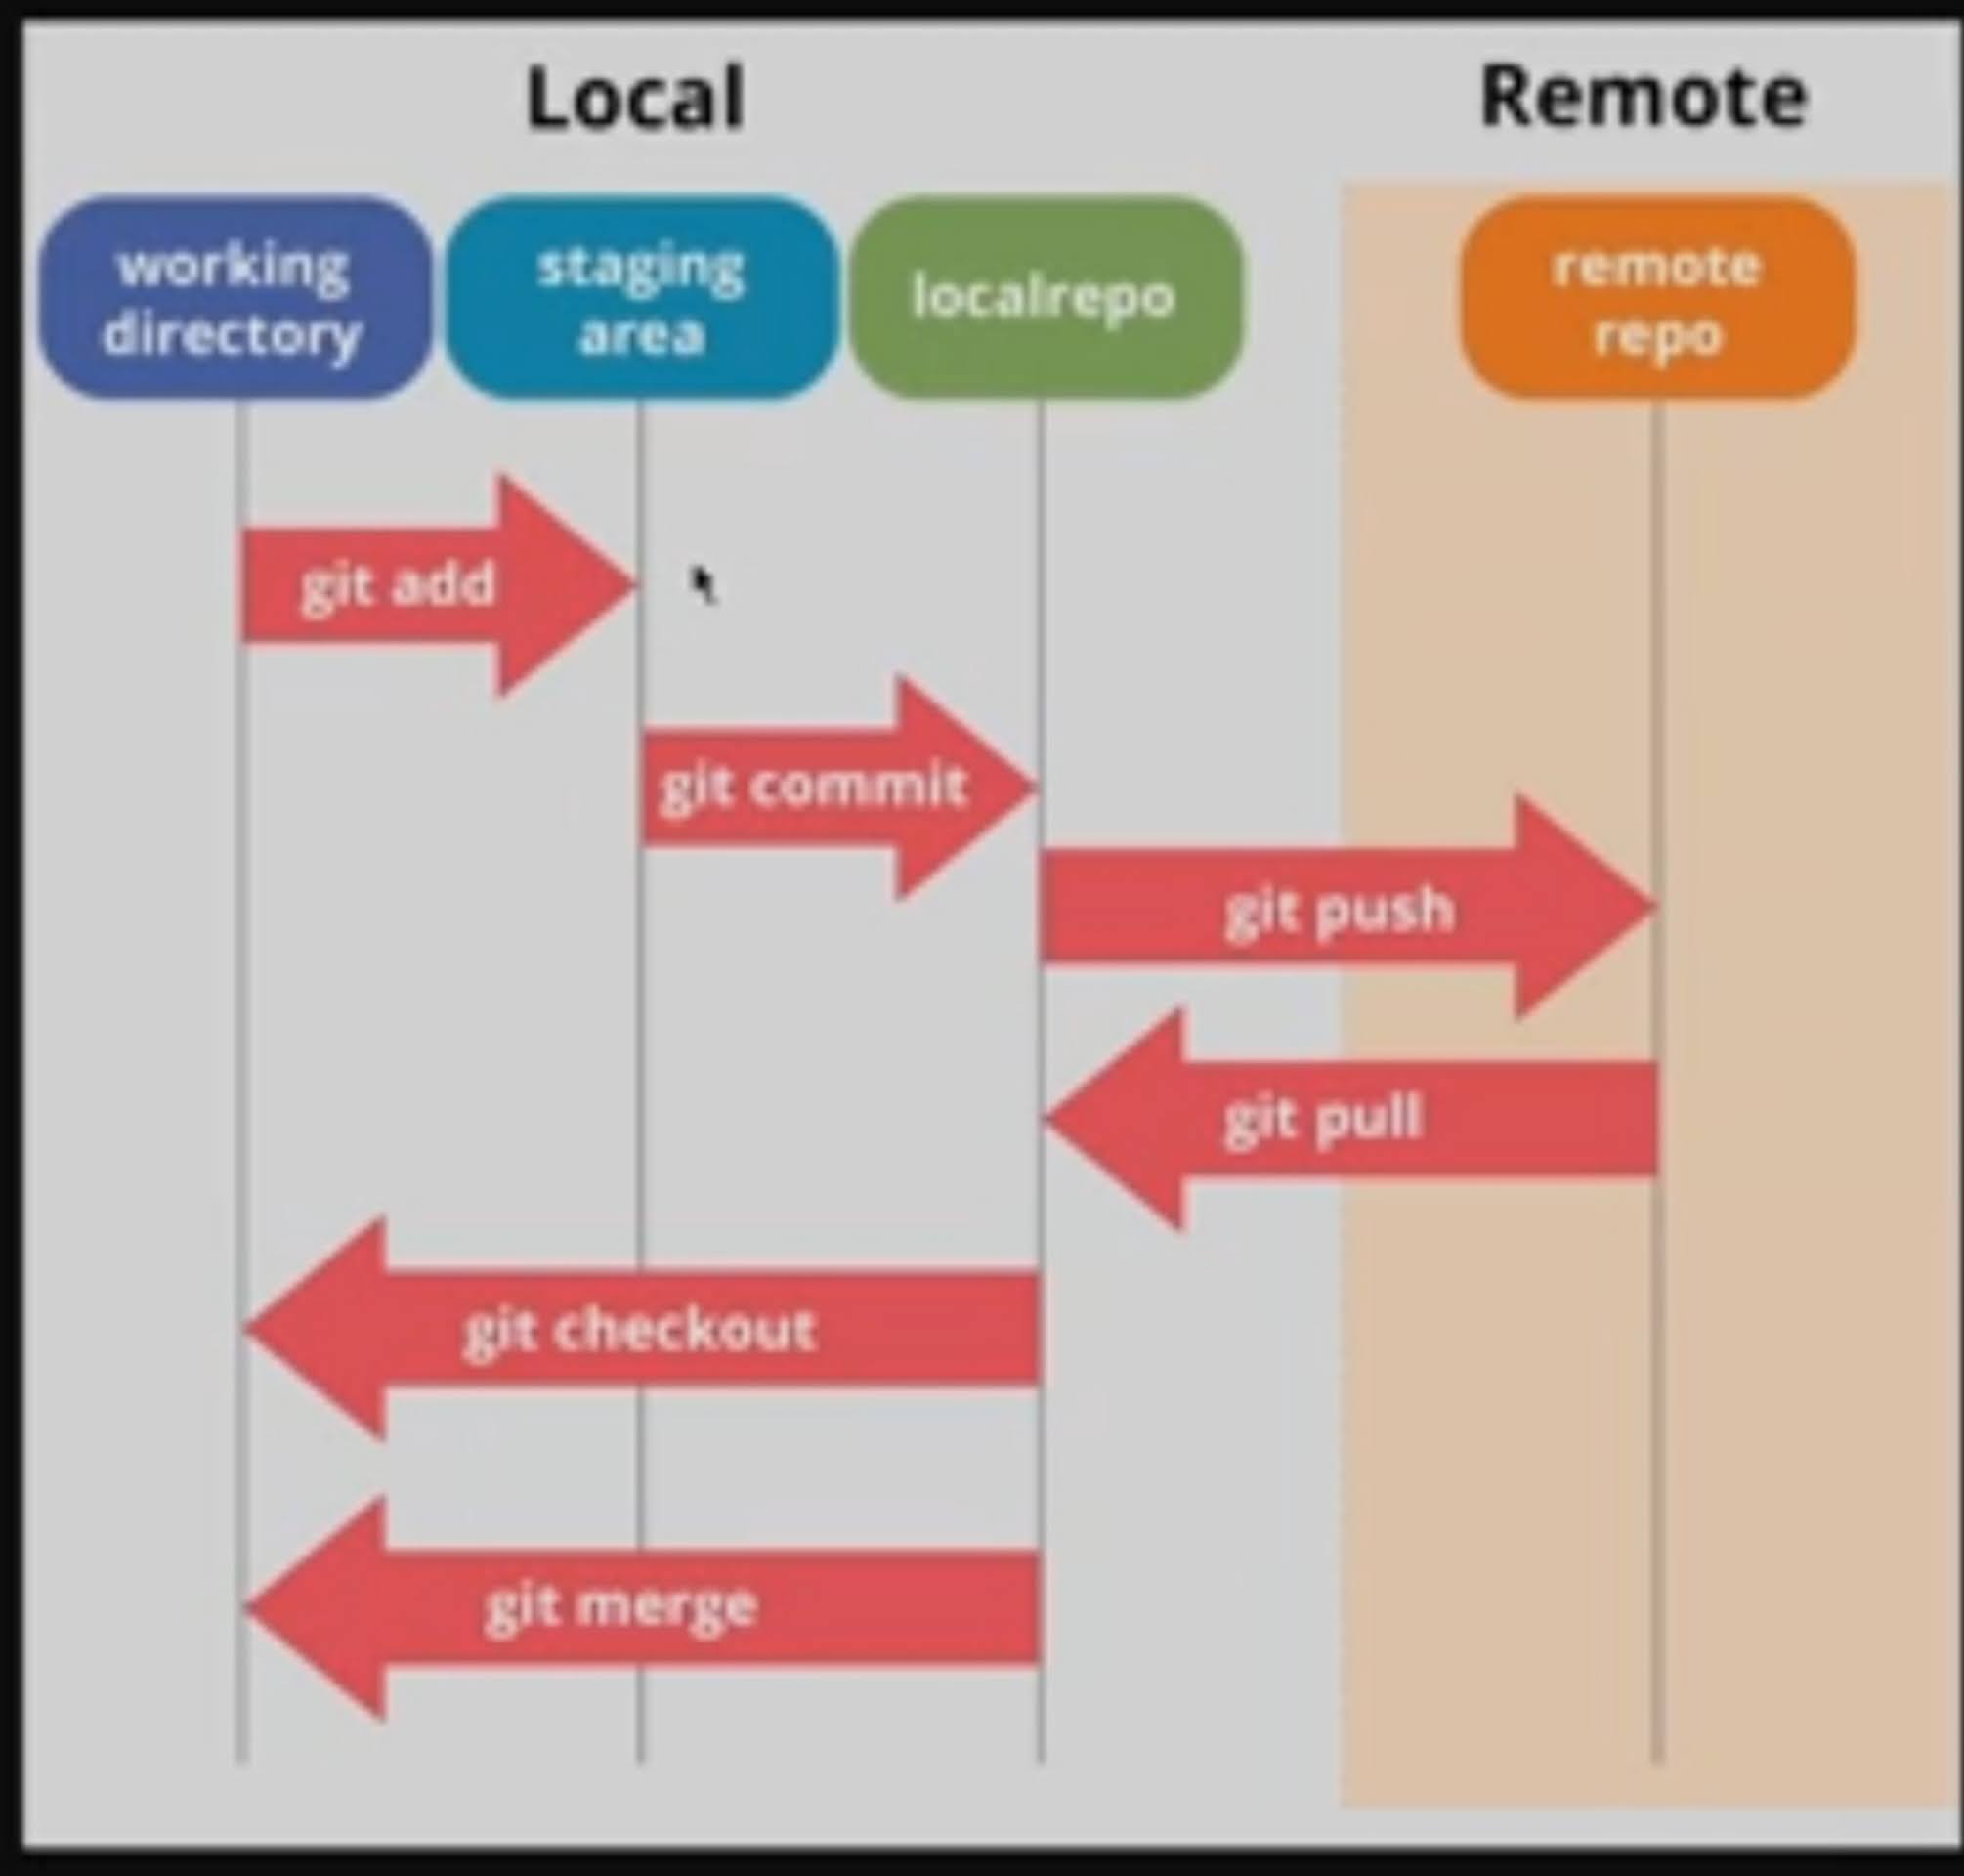 Local
Remote
working
directory
staging
area
localrepo
remote
repo
git add
git commit
git push
git pull
git checkout
git merge